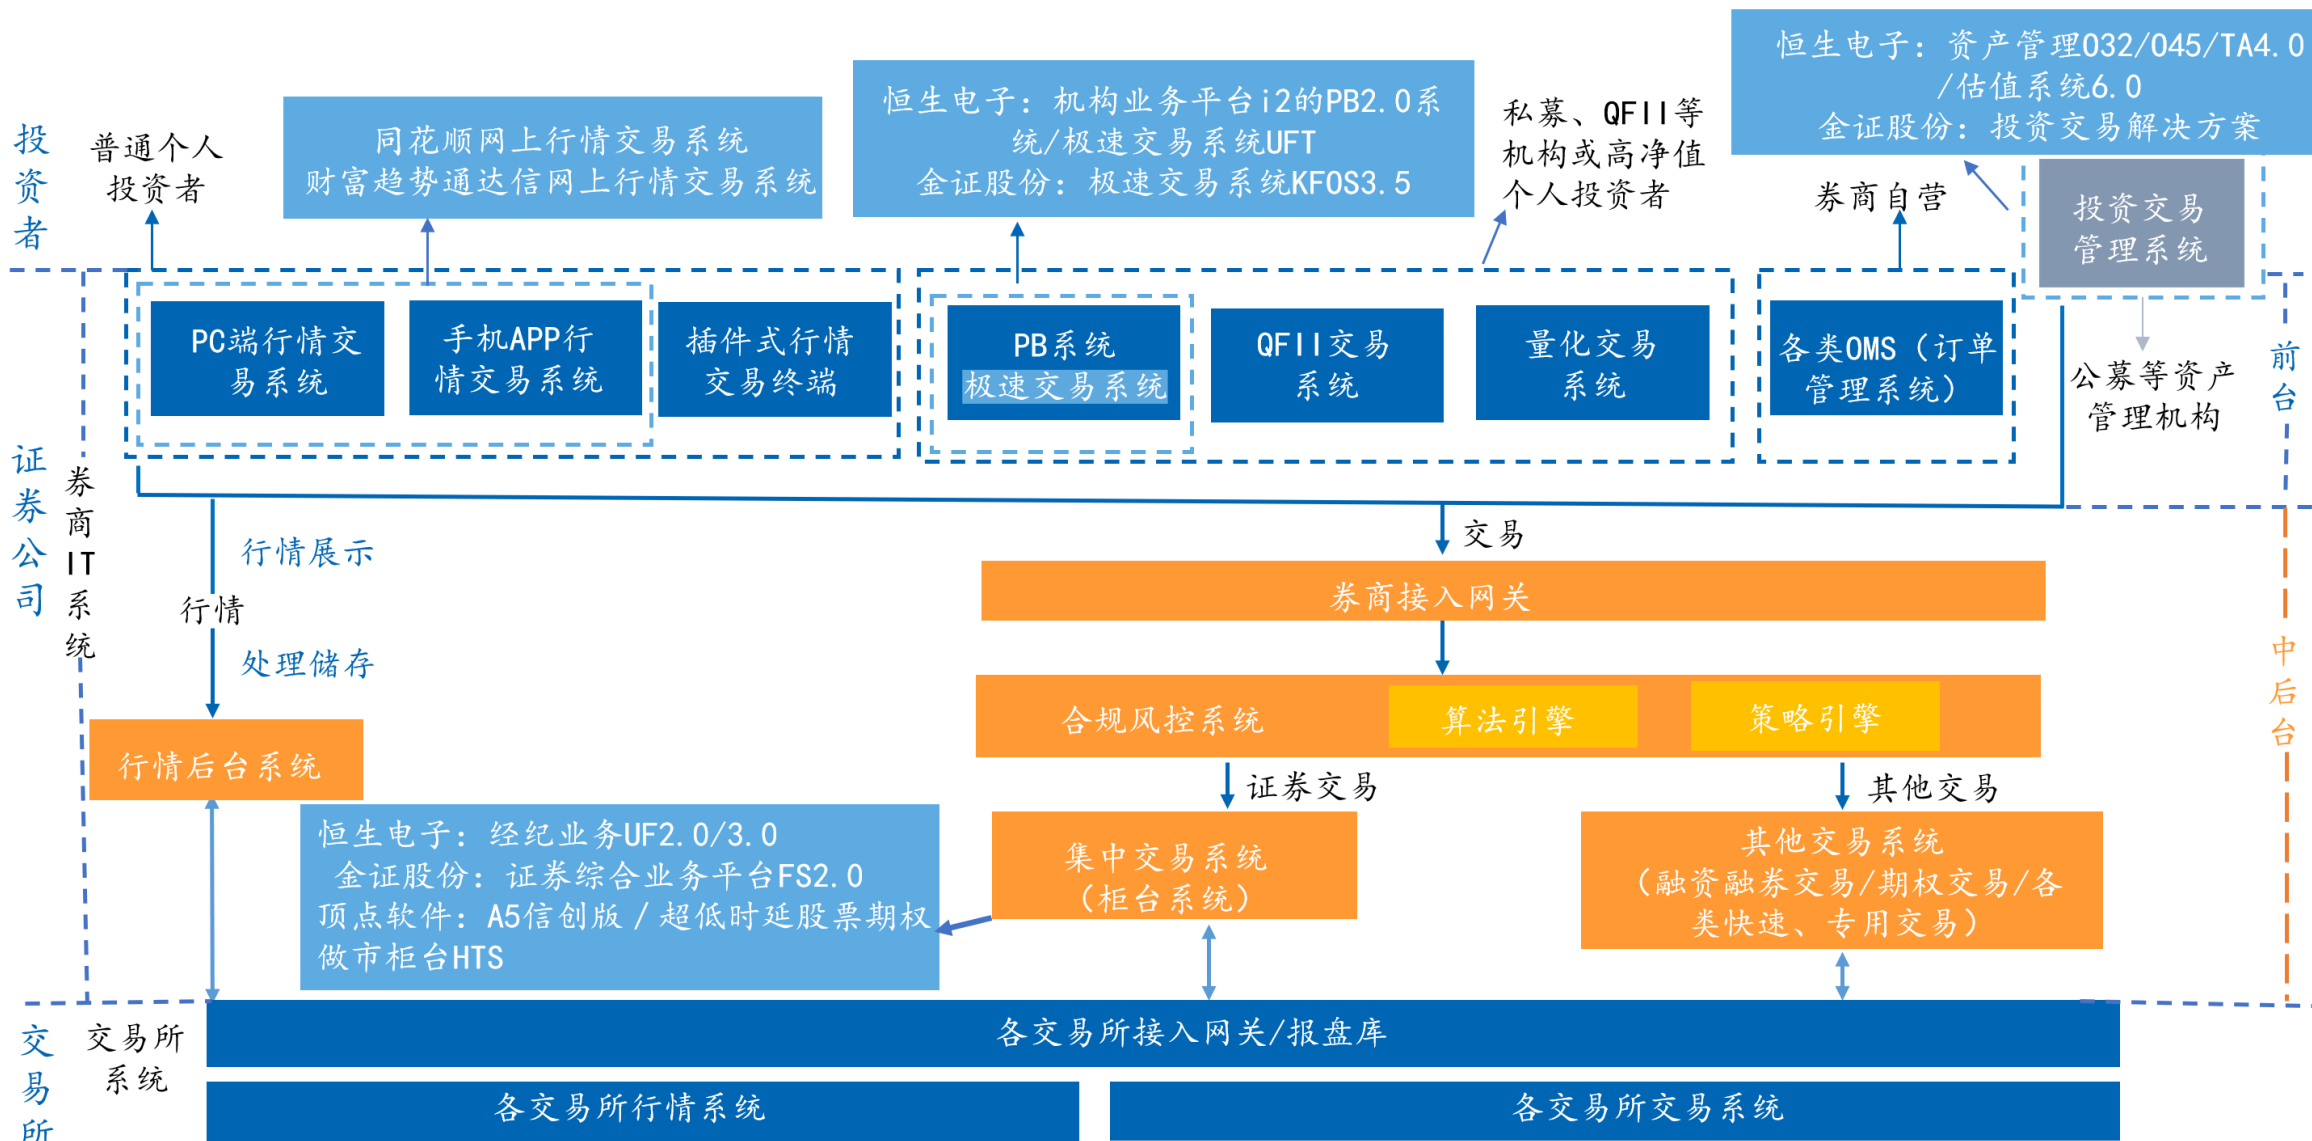 恒生电子：资产管理O32/O45/TA4.0
/估值系统6.0
金证股份：投资交易解决方案
恒生电子：机构业务平台i2的PB2.0系
统/极速交易系统UFT
金证股份：极速交易系统KFOS3.5
同花顺网上行情交易系统
财富趋势通达信网上行情交易系统
投资者
普通个人
投资者
私募、QFII等
机构或高净值
个人投资者
券商自营
投资交易
管理系统
PC端行情交
易系统
手机APP行
情交易系统
插件式行情
交易终端
PB系统
极速交易系统
QFII交易
系统
量化交易
系统
各类OMS（订单
管理系统）
公募等资产
管理机构
前台
证券公司
券商IT系统
行情展示
行情
处理储存
交易
券商接入网关
中后台
合规风控系统
算法引擎
策略引擎
行情后台系统
证券交易
其他交易
恒生电子：经纪业务UF2.0/3.0
金证股份：证券综合业务平台FS2.0
顶点软件：A5信创版／超低时延股票期权
做市柜台HTS
集中交易系统
（柜台系统）
其他交易系统
（融资融券交易/期权交易/各
类快速、专用交易）
交易所
交易所
系统
各交易所接入网关/报盘库
各交易所行情系统
各交易所交易系统